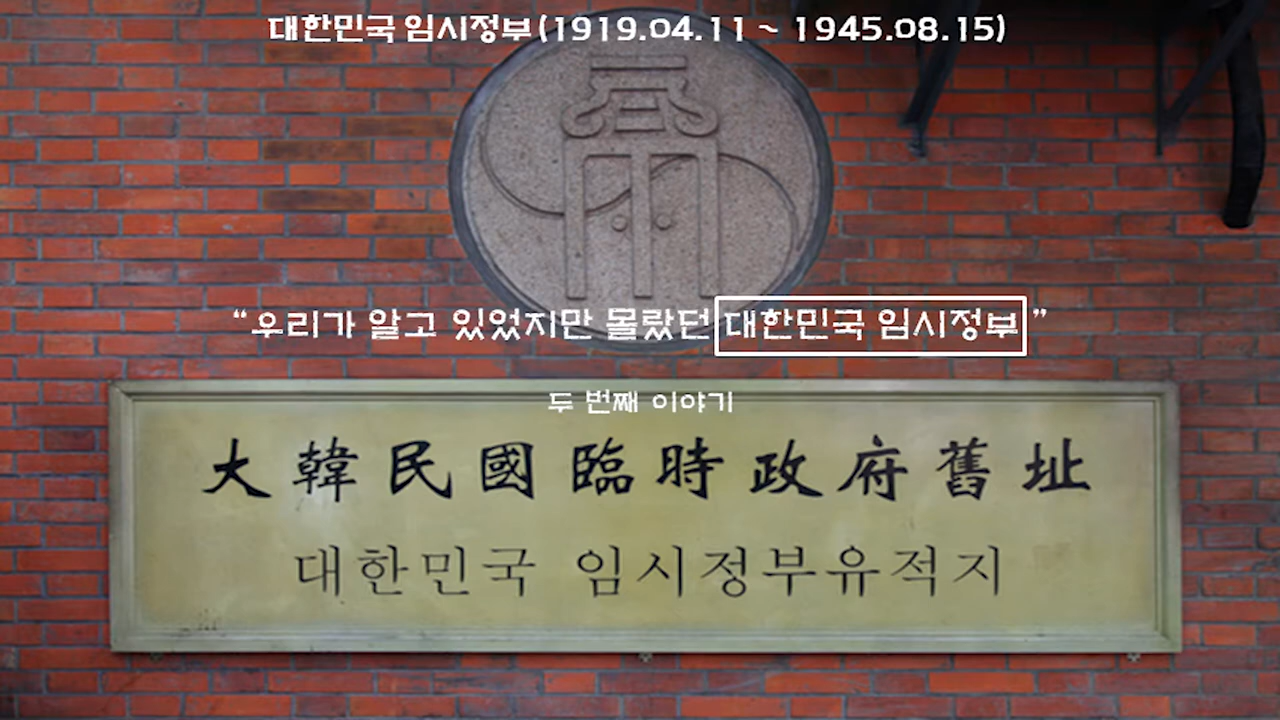 대한민국 임시정부(1919.04.11 ~ 1945.08.15)
“우리가 알고 있었지만 몰랐던 대한민국 임시정부”
두 번째 이야기
大韓民國臨時政府舊址
대한민국 임시정부유적지